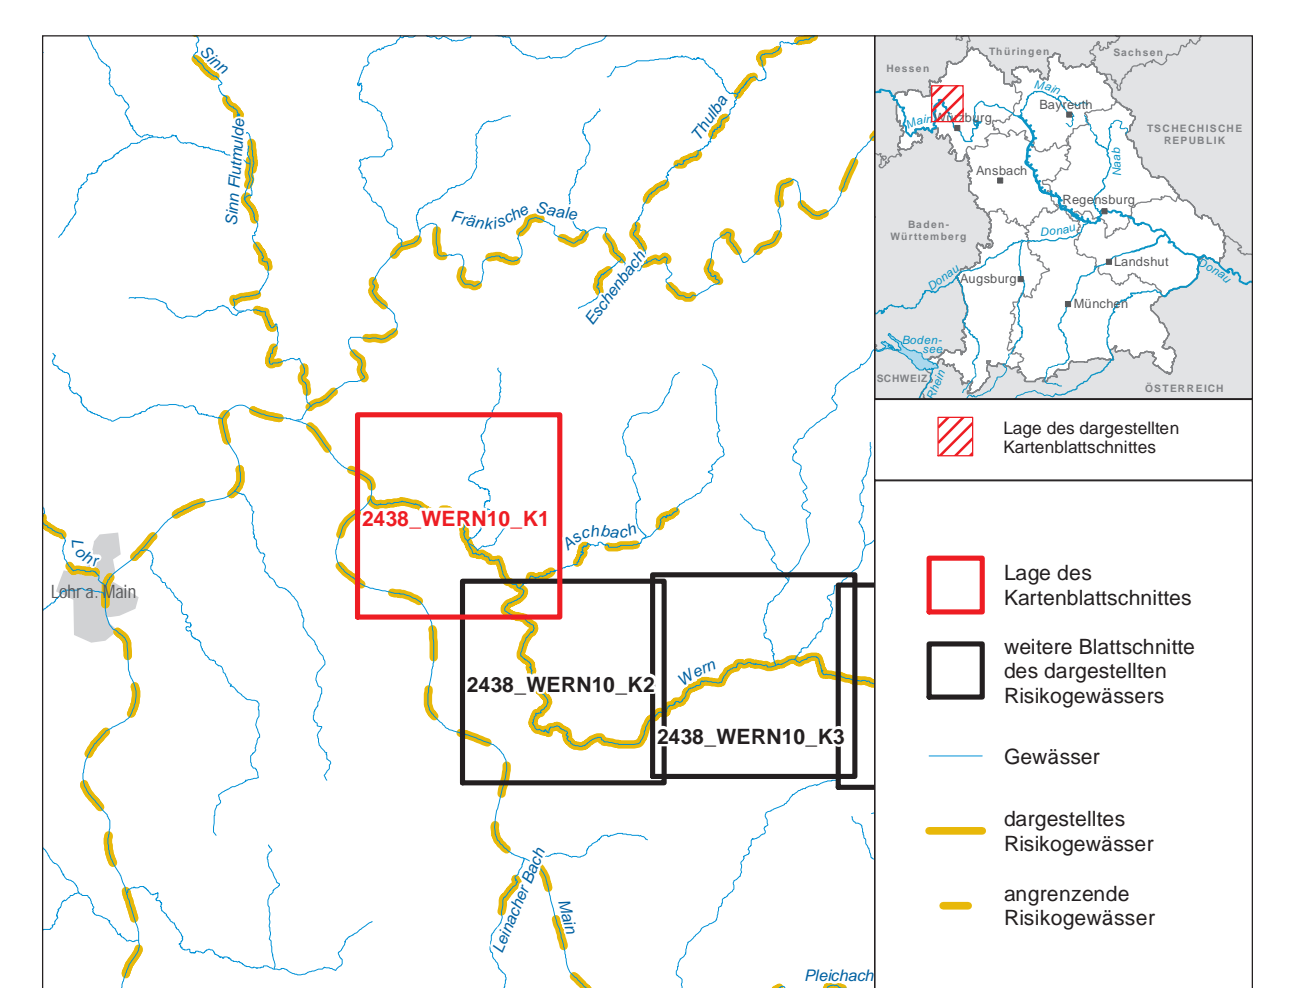 Sinn
Sinn Flutmulde
Thulba
Fränkische Saale
Eschenbach
2438_WERN10_K1
Aschbach
Lohr
Lohr a. Main
Wern
2438_WERN10_K2
2438_WERN10_K3
Leinacher Bach
Main
Pleichach
Thüringen
Sachsen
Hessen
Main
Bayreuth
Main
Würzburg
TSCHECHISCHE
REPUBLIK
Naab
Ansbach
Regensburg
Baden-
Württemberg
Donau
Donau
Landshut
Donau
Augsburg
München
Boden-
see
SCHWEIZ
Rhein
ÖSTERREICH
Lage des dargestellten
Kartenblattschnittes
Lage des
Kartenblattschnittes
weitere Blattschnitte
des dargestellten
Risikogewässers
Gewässer
dargestelltes
Risikogewässer
angrenzende
Risikogewässer